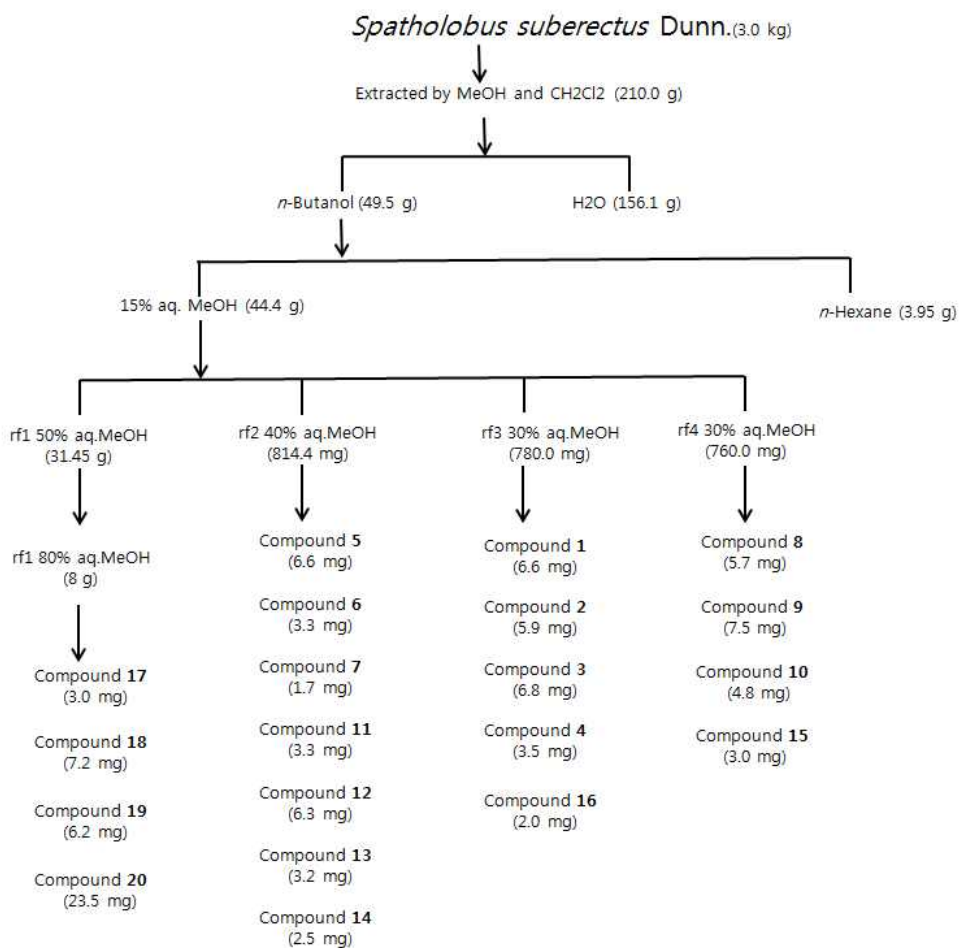 Spatholobus suberectus Dunn.(3.0 kg)
Extracted by MeOH and CH2Cl2 (210.0 g)
n-Butanol (49.5 g)
H2O (156.1 g)
15% aq. MeOH (44.4 g)
n-Hexane (3.95 g)
rf1 50% aq.MeOH
(31.45 g)
rf1 80% aq.MeOH
(8 g)
Compound 17
(3.0 mg)
Compound 18
(7.2 mg)
Compound 19
(6.2 mg)
Compound 20
(23.5 mg)
rf2 40% aq.MeOH
(814.4 mg)
Compound 5
(6.6 mg)
Compound 6
(3.3 mg)
Compound 7
(1.7 mg)
Compound 11
(3.3 mg)
Compound 12
(6.3 mg)
Compound 13
(3.2 mg)
Compound 14
(2.5 mg)
rf3 30% aq.MeOH
(780.0 mg)
Compound 1
(6.6 mg)
Compound 2
(5.9 mg)
Compound 3
(6.8 mg)
Compound 4
(3.5 mg)
Compound 16
(2.0 mg)
rf4 30% aq.MeOH
(760.0 mg)
Compound 8
(5.7 mg)
Compound 9
(7.5 mg)
Compound 10
(4.8 mg)
Compound 15
(3.0 mg)